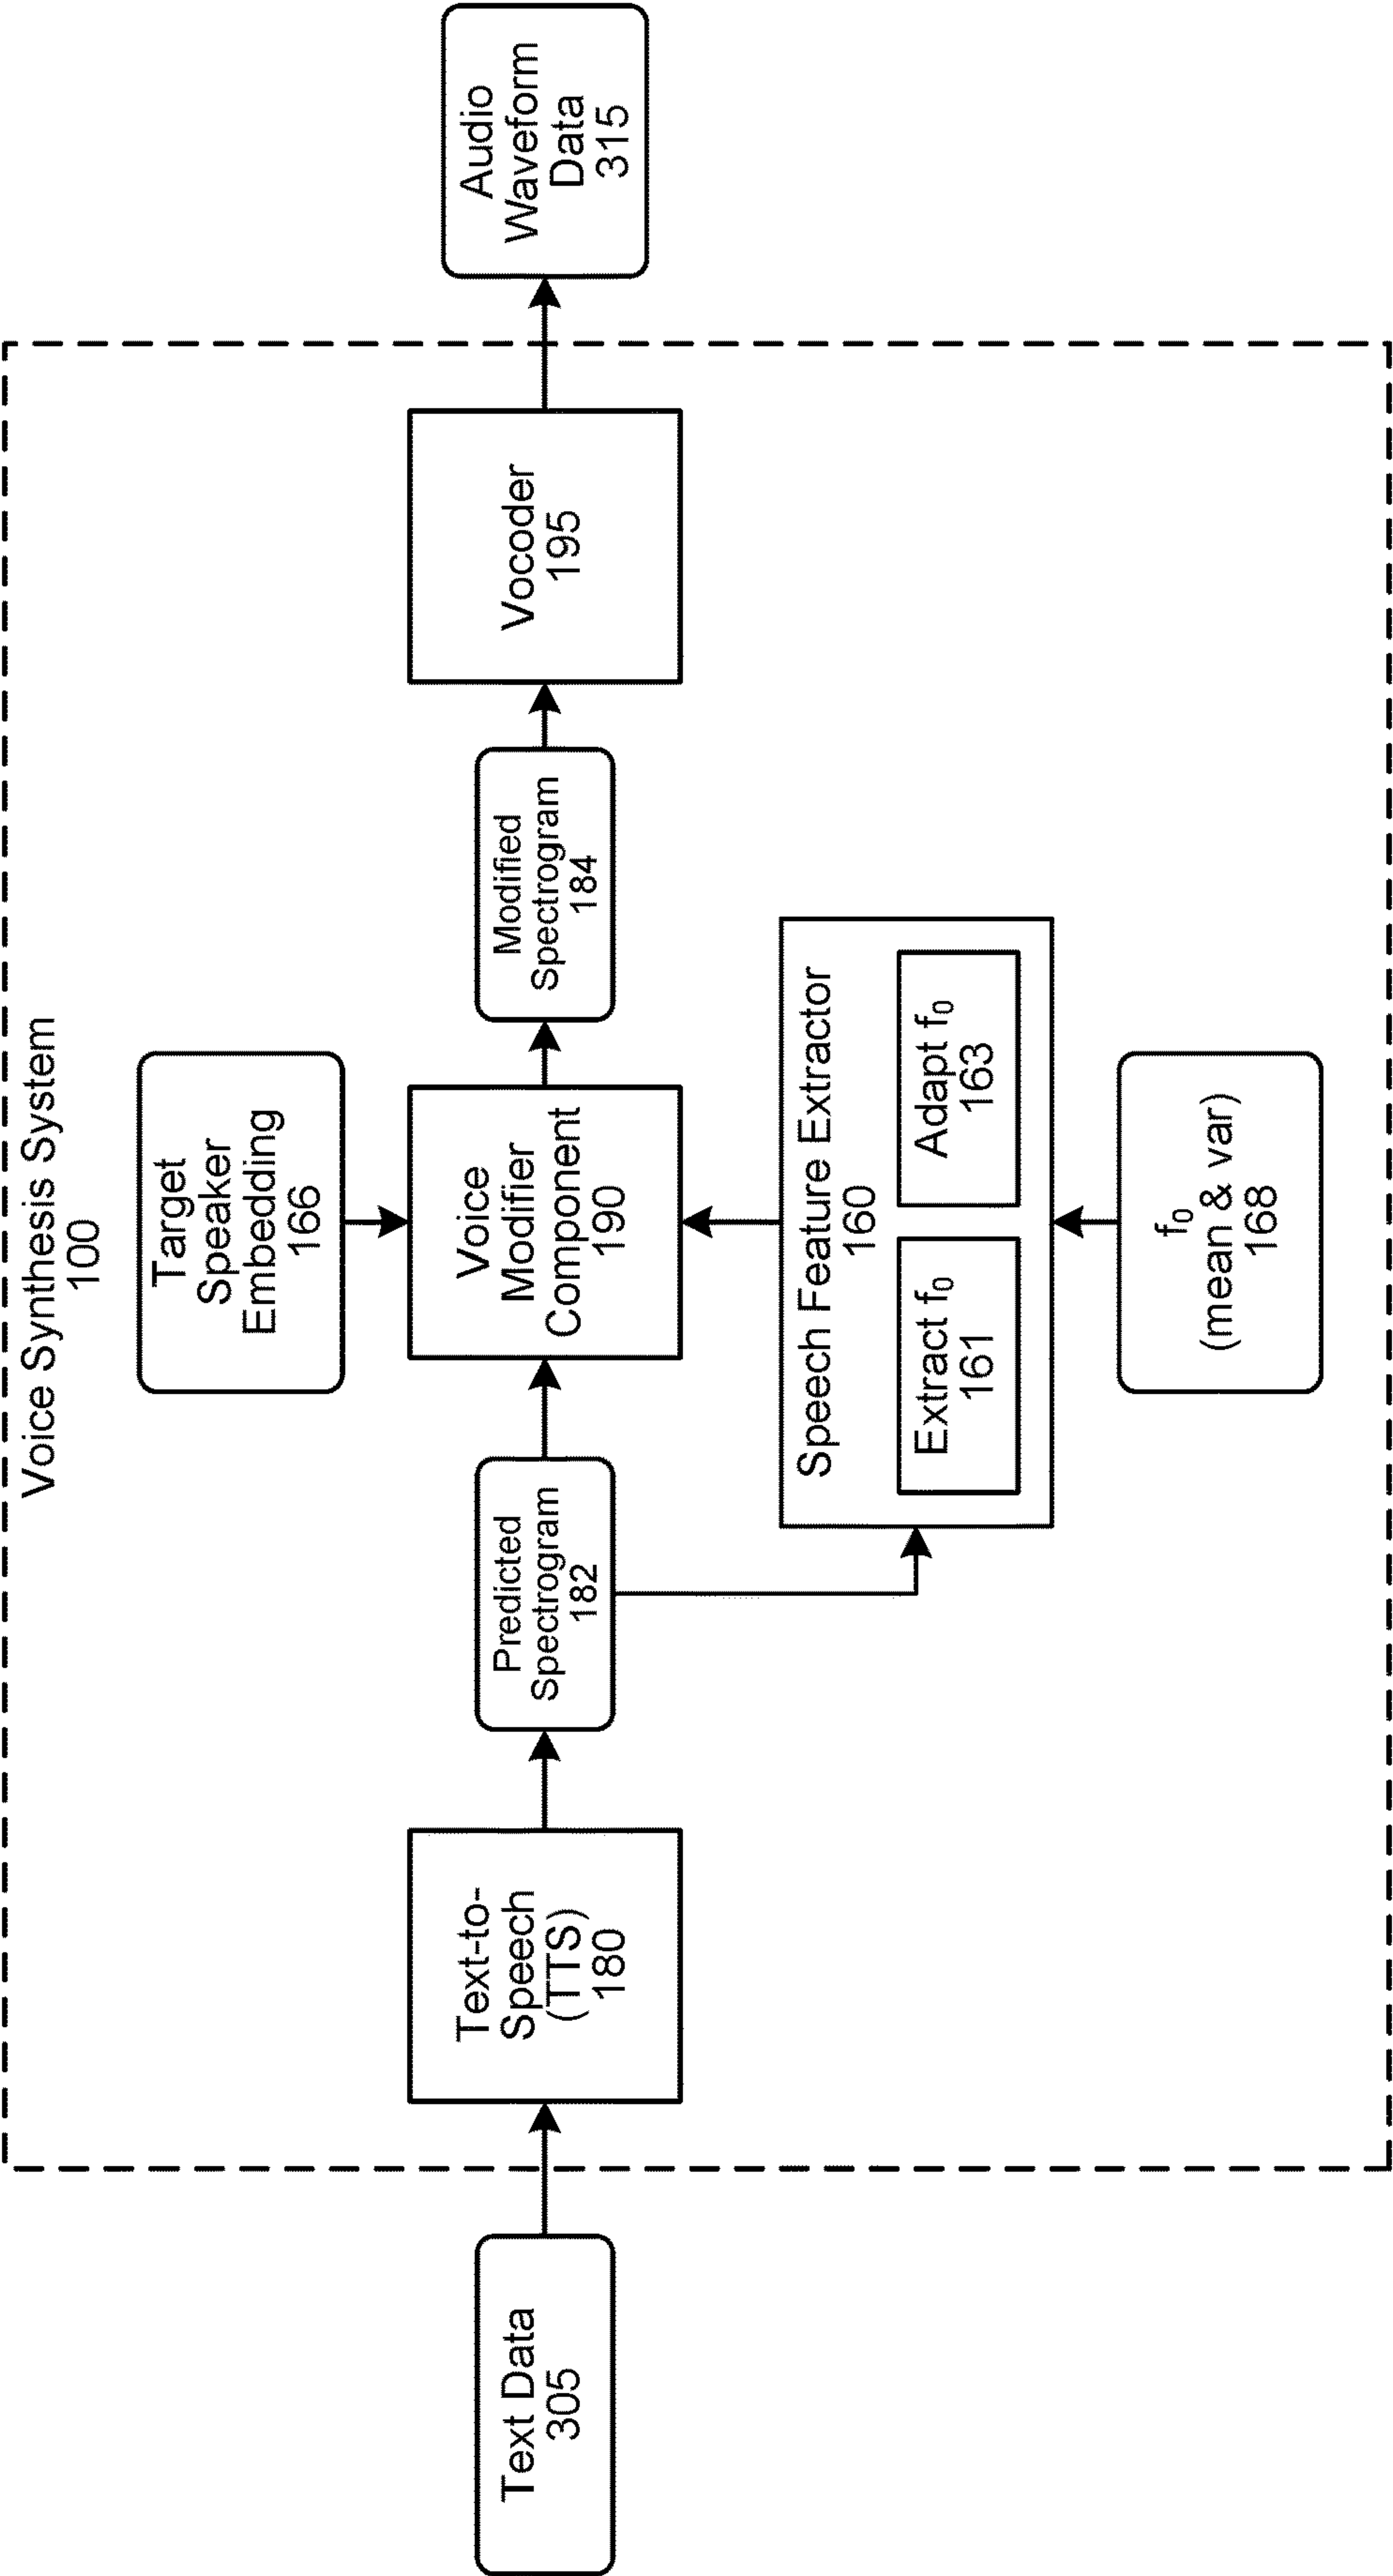 Voice Synthesis System
100
Text Data
305
Text-to-
Speech
(TTS)
180
Predicted
Spectrogram
182
Target
Speaker
Embedding
166
Voice
Modifier
Component
190
Speech Feature Extractor
160
Extract f₀
161
Adapt f₀
163
f₀
(mean & var)
168
Modified
Spectrogram
184
Vocoder
195
Audio
Waveform
Data
315